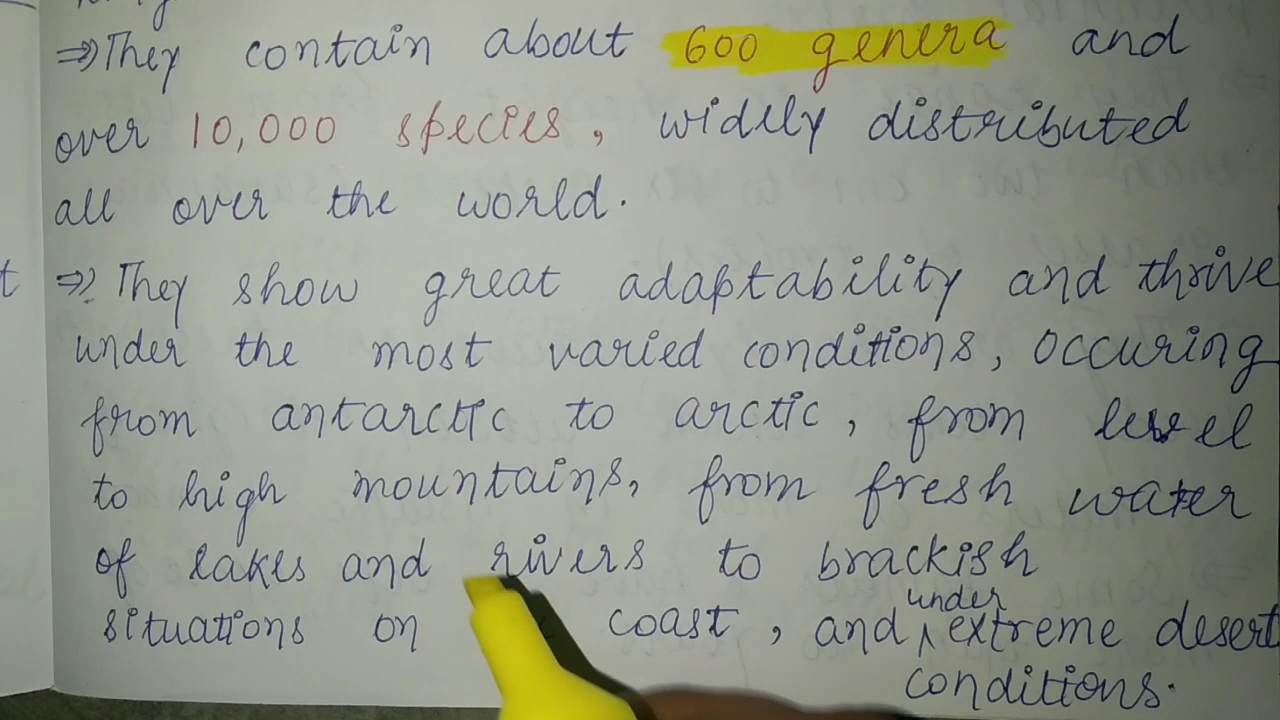 ⇒ They contain about 600 genera and
over 10,000 species, widely distributed
all over the world.
t
⇒ They show great adaptability and thrive
under the most varied conditions, occuring
from antarctic to arctic, from level
to high mountains, from fresh water
of lakes and rivers to brackish
situations on coast, and under extreme desert
conditions.